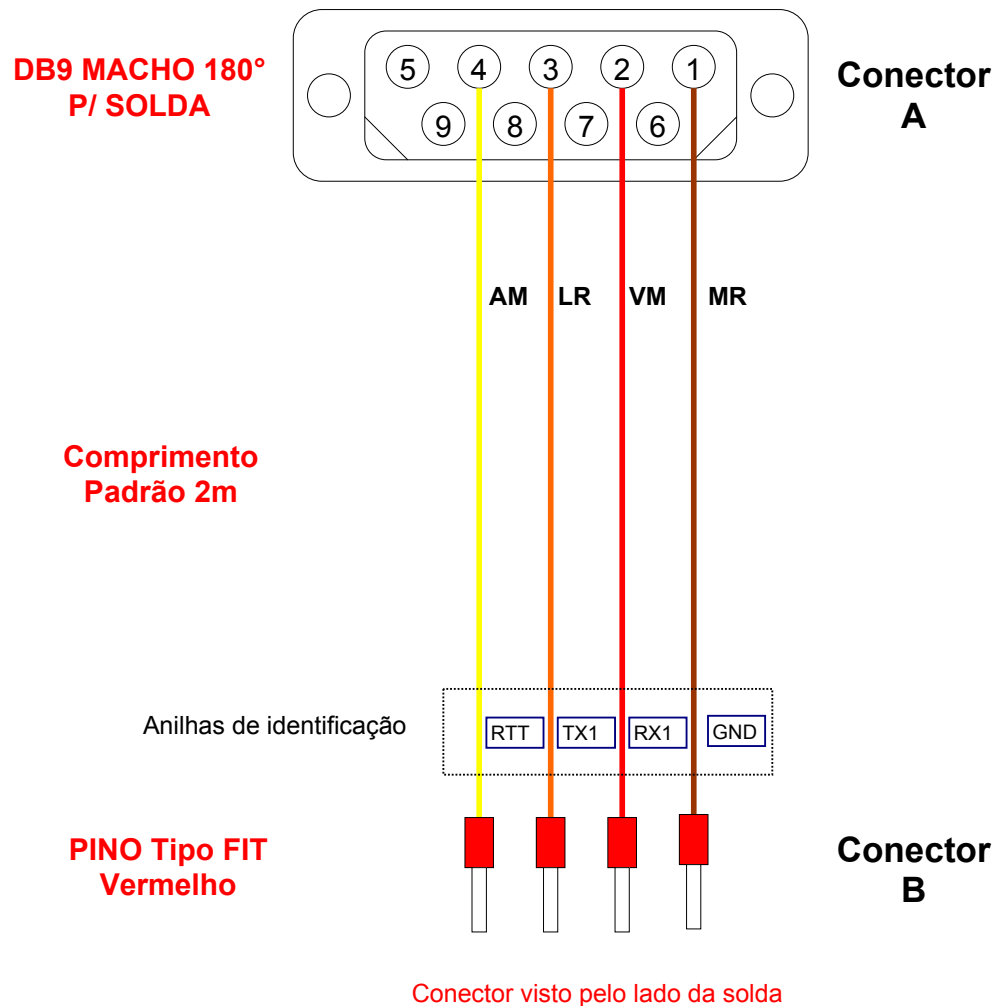 DB9 MACHO 180°
P/ SOLDA
5 4 3 2 1
9 8 7 6
Conector
A
AM LR VM MR
Comprimento
Padrão 2m
Anilhas de identificação
RTT TX1 RX1 GND
PINO Tipo FIT
Vermelho
Conector
B
Conector visto pelo lado da solda